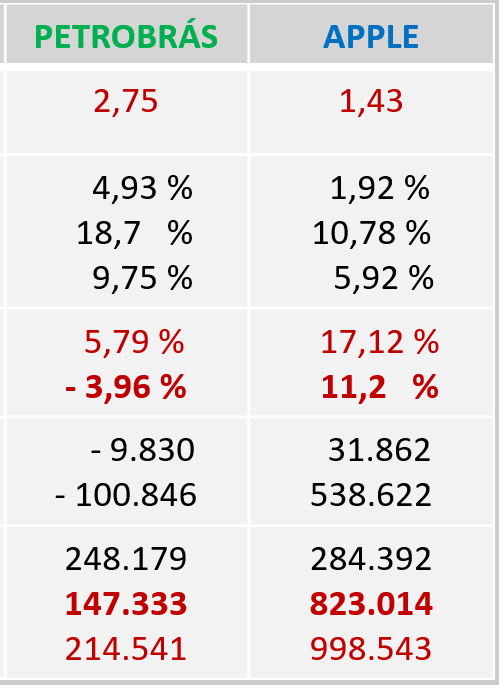 PETROBRÁS APPLE
2,75 1,43
4,93 % 1,92 %
18,7 % 10,78 %
9,75 % 5,92 %
5,79 % 17,12 %
- 3,96 % 11,2 %
- 9.830 31.862
- 100.846 538.622
248.179 284.392
147.333 823.014
214.541 998.543